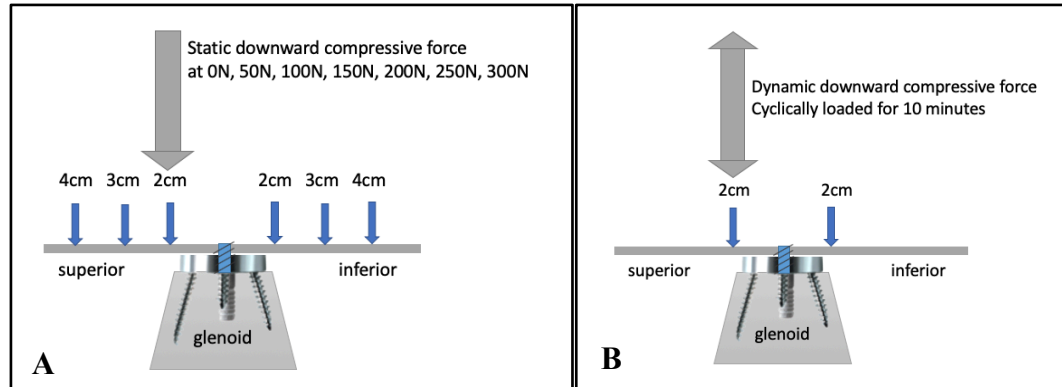 Static downward compressive force
at 0N, 50N, 100N, 150N, 200N, 250N, 300N
4cm 3cm 2cm 2cm 3cm 4cm
superior inferior
glenoid
A
Dynamic downward compressive force
Cyclically loaded for 10 minutes
2cm 2cm
superior inferior
glenoid
B